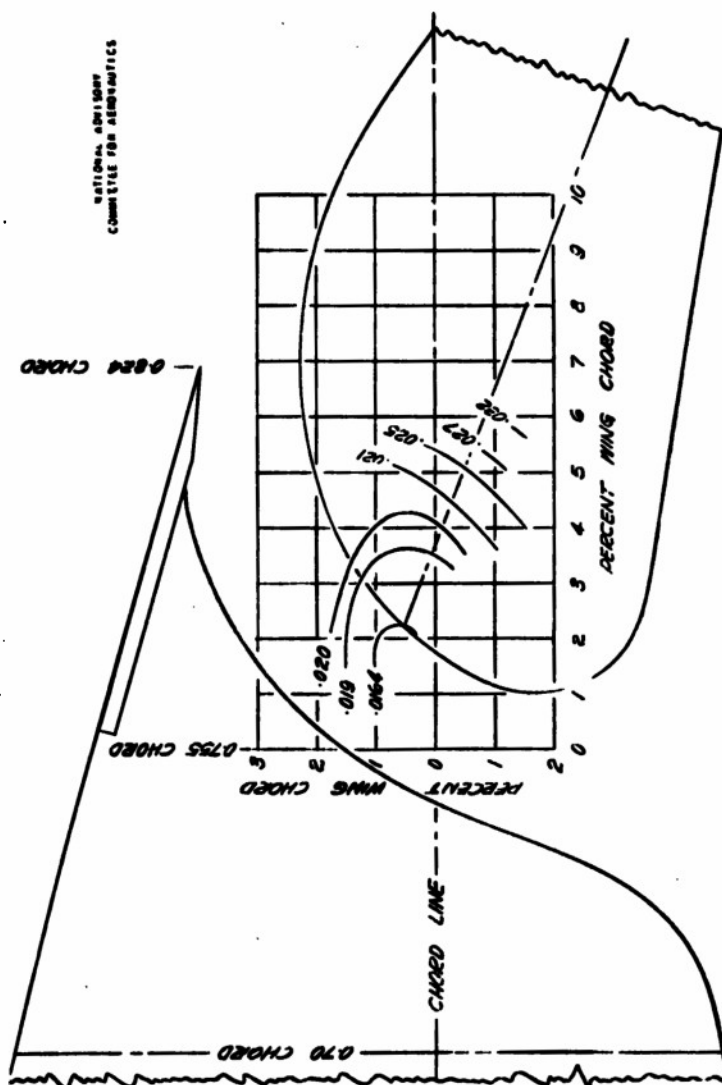 NATIONAL ADVISORY
COMMITTEE FOR AERONAUTICS
0.824 CHORD
0.755 CHORD
0.70 CHORD
CHORD LINE
PERCENT WING CHORD
3
2
1
0
1
2
PERCENT WING CHORD
0
1
2
3
4
5
6
7
8
9
10
.020
.019
.0164
.021
.025
.027